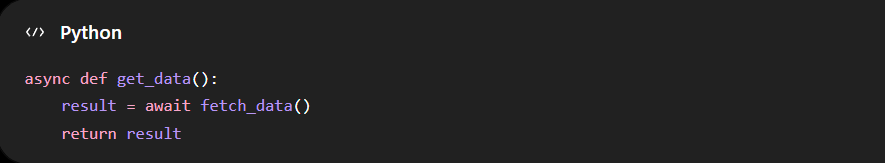 </> Python
async def get_data():
    result = await fetch_data()
    return result